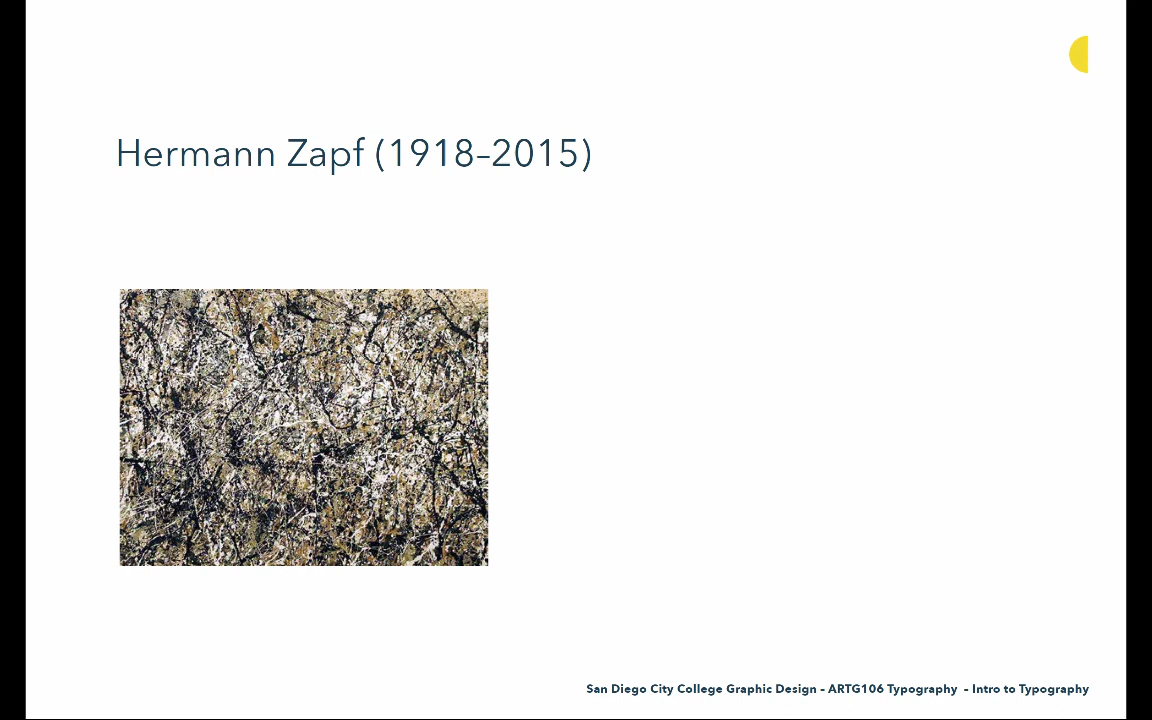 Hermann Zapf (1918–2015)
San Diego City College Graphic Design – ARTG106 Typography – Intro to Typography